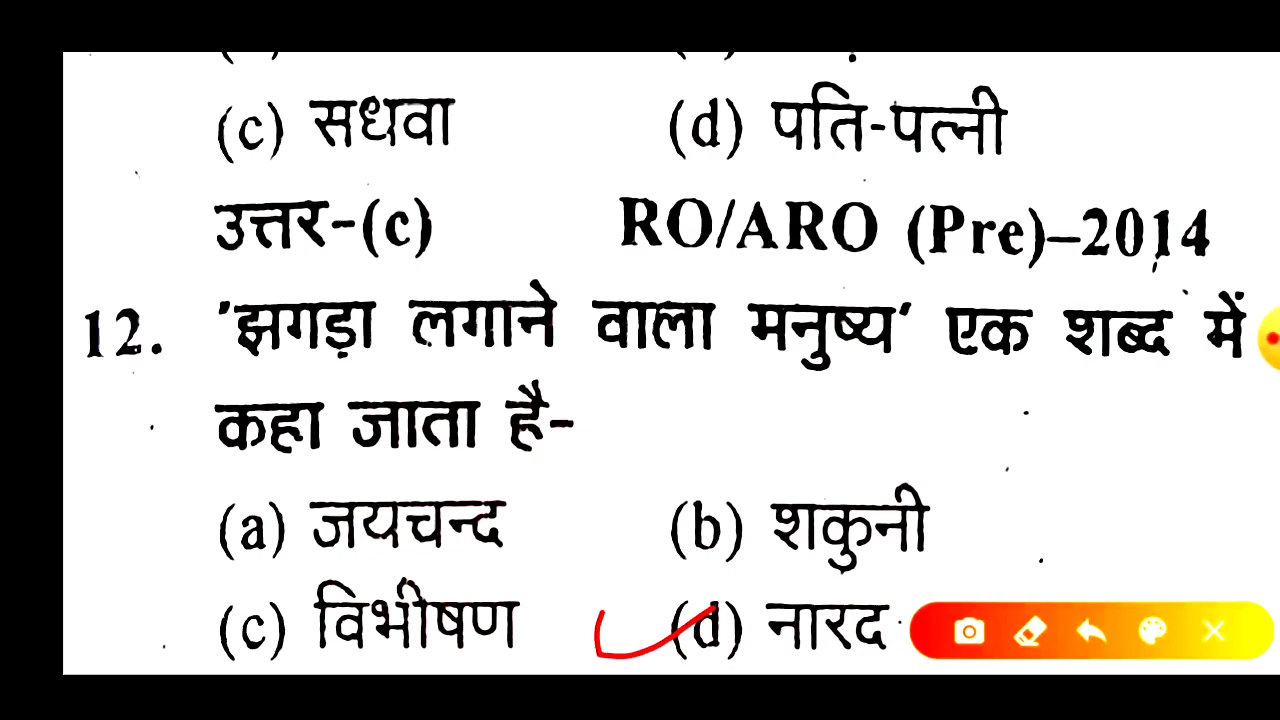 (c) सधवा (d) पति-पत्नी
उत्तर-(c) RO/ARO (Pre)–2014
12. 'झगड़ा लगाने वाला मनुष्य' एक शब्द में
कहा जाता है-
(a) जयचन्द (b) शकुनी
(c) विभीषण (d) नारद